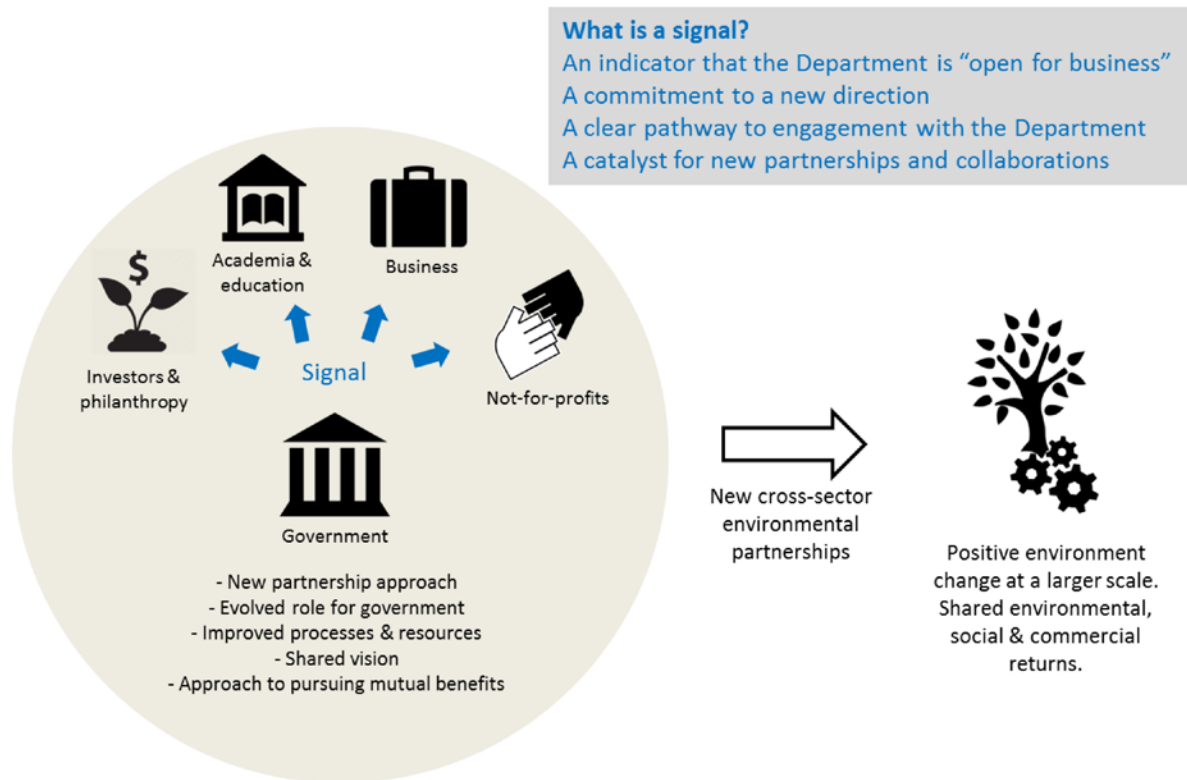 What is a signal?
An indicator that the Department is “open for business”
A commitment to a new direction
A clear pathway to engagement with the Department
A catalyst for new partnerships and collaborations
$
Academia &
education
Business
Investors &
philanthropy
Signal
Not-for-profits
Government
- New partnership approach
- Evolved role for government
- Improved processes & resources
- Shared vision
- Approach to pursuing mutual benefits
New cross-sector
environmental
partnerships
Positive environment
change at a larger scale.
Shared environmental,
social & commercial
returns.